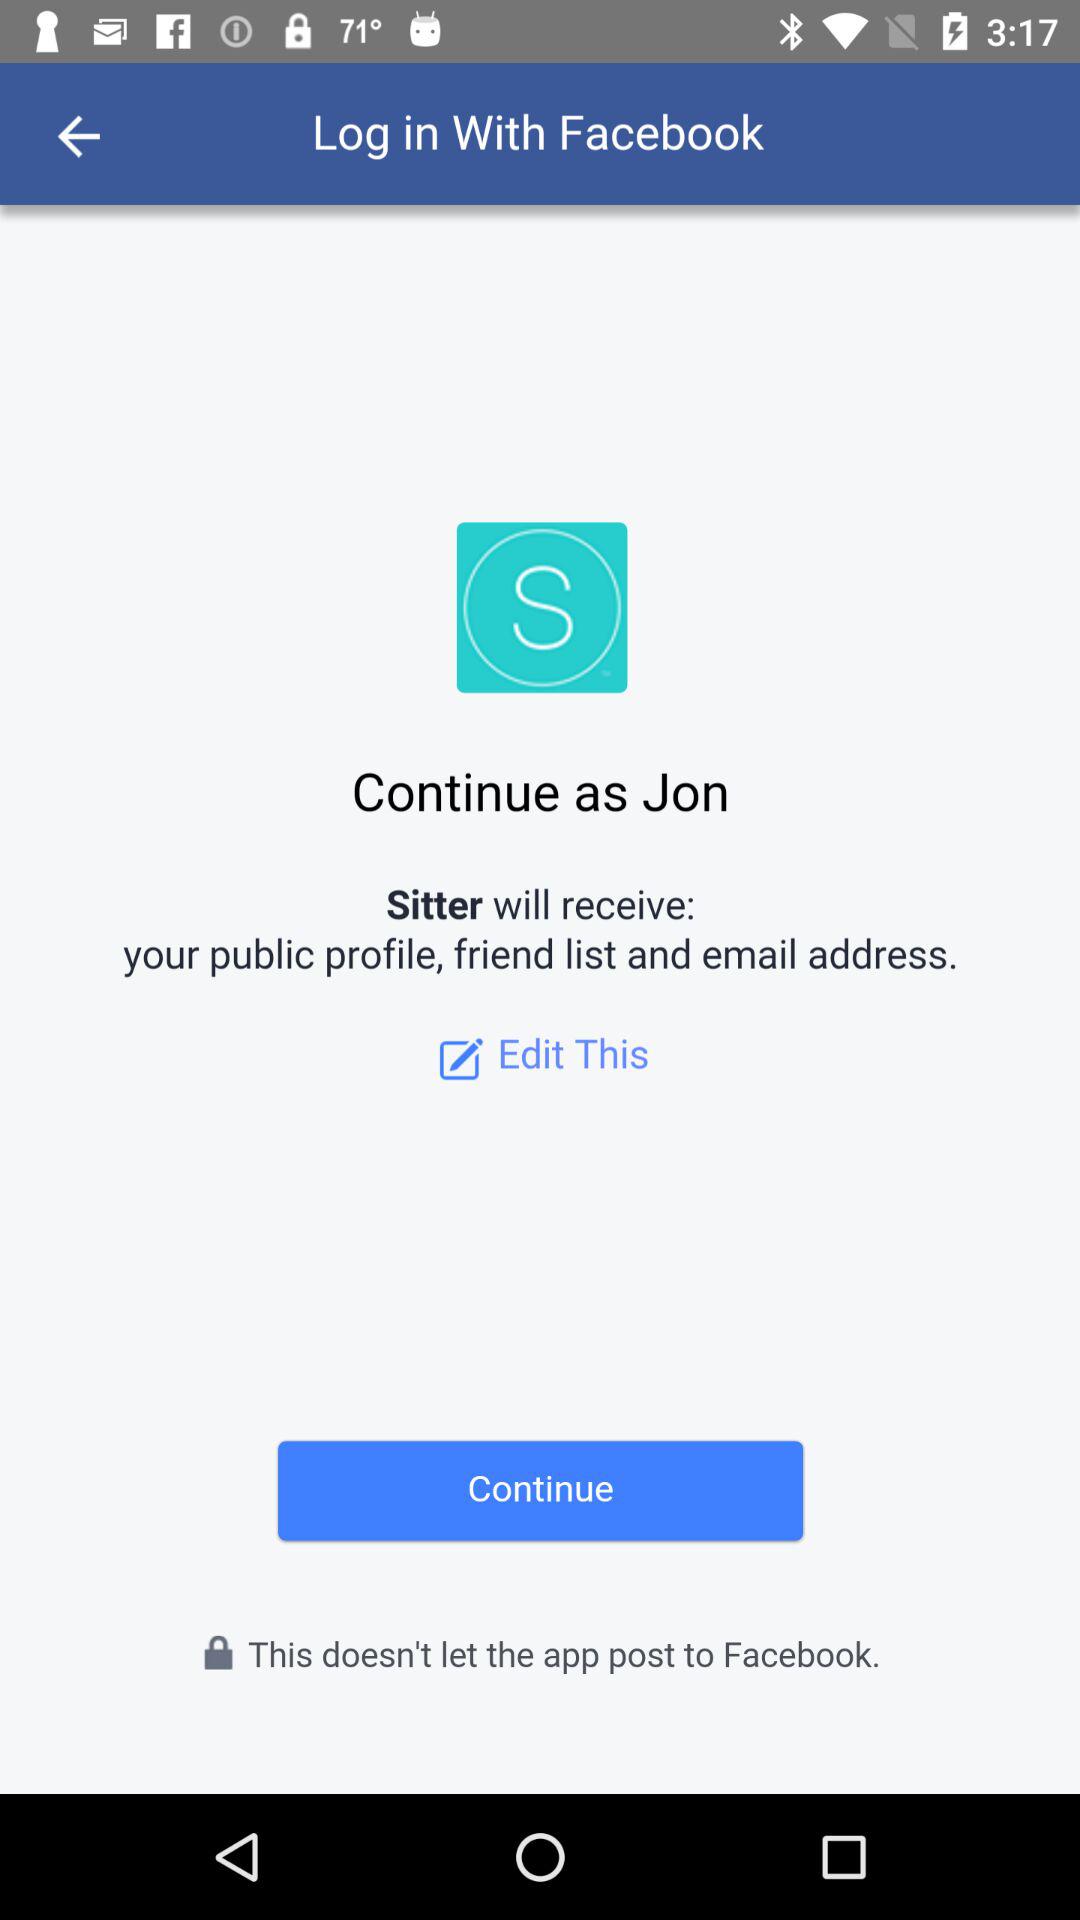 71° 3:17
Log in With Facebook
S
Continue as Jon
Sitter will receive:
your public profile, friend list and email address.
Edit This
Continue
This doesn't let the app post to Facebook.